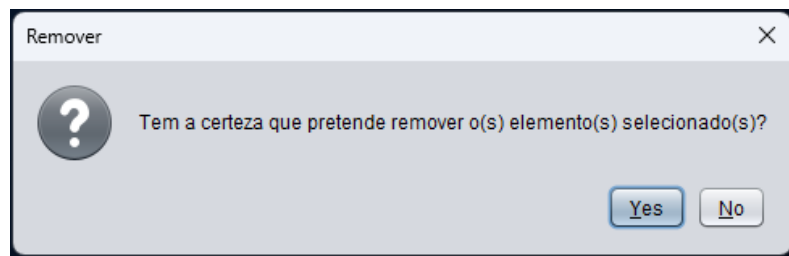 Remover
Tem a certeza que pretende remover o(s) elemento(s) selecionado(s)?
Yes No